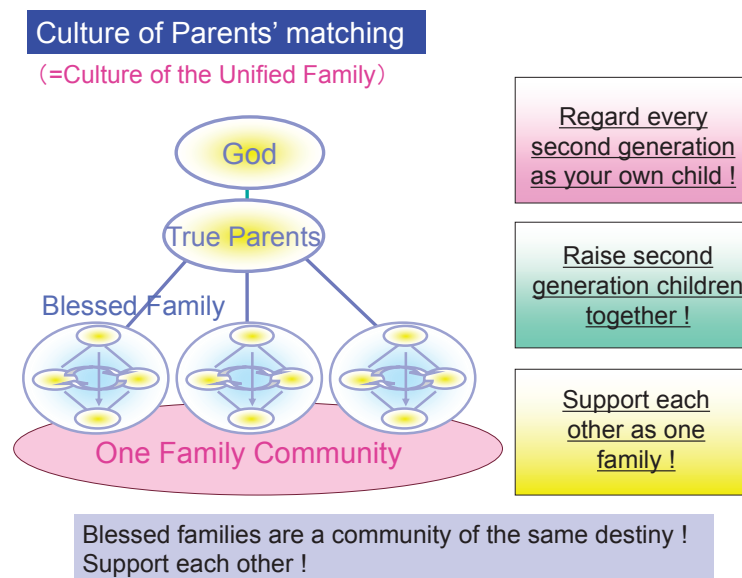 Culture of Parents’ matching
（=Culture of the Unified Family）
God
True Parents
Blessed Family
One Family Community
Regard every
second generation
as your own child !
Raise second
generation children
together !
Support each
other as one
family !
Blessed families are a community of the same destiny !
Support each other !